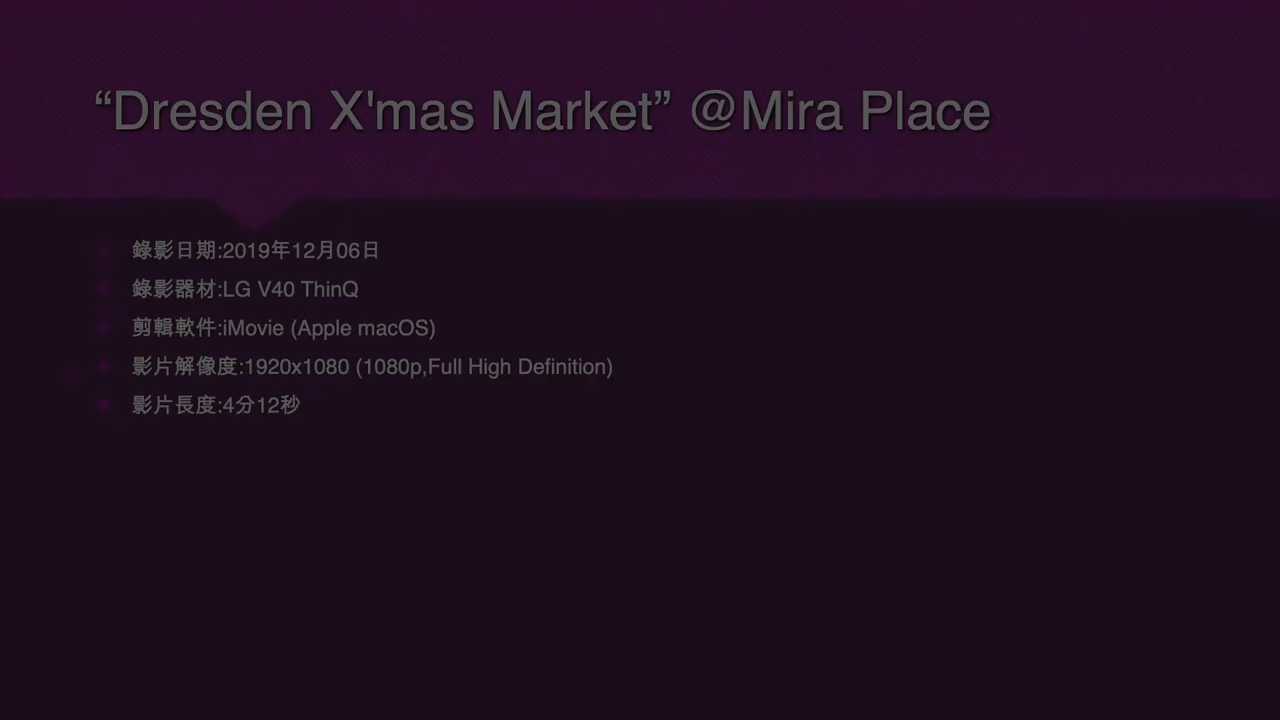 “Dresden X'mas Market” @Mira Place
錄影日期:2019年12月06日
錄影器材:LG V40 ThinQ
剪輯軟件:iMovie (Apple macOS)
影片解像度:1920x1080 (1080p,Full High Definition)
影片長度:4分12秒